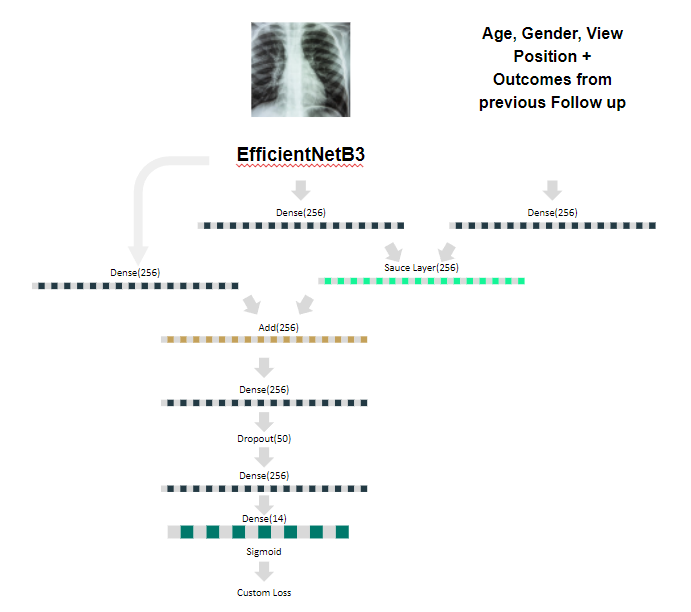 Age, Gender, View
Position +
Outcomes from
previous Follow up
EfficientNetB3
Dense(256)
Dense(256)
Dense(256)
Sauce Layer(256)
Add(256)
Dense(256)
Dropout(50)
Dense(256)
Dense(14)
Sigmoid
Custom Loss